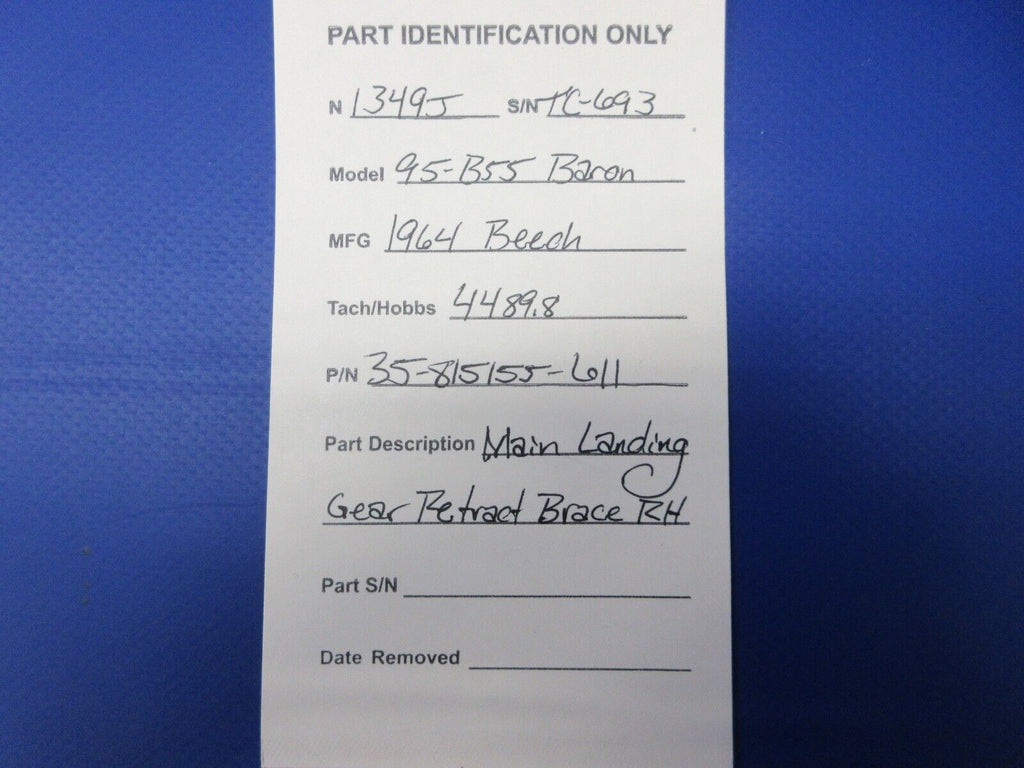 PART IDENTIFICATION ONLY
N 1349J S/N TC-693
Model 95-B55 Baron
MFG 1964 Beech
Tach/Hobbs 4489.8
P/N 35-815155-611
Part Description Main Landing
Gear Retract Brace RH
Part S/N
Date Removed